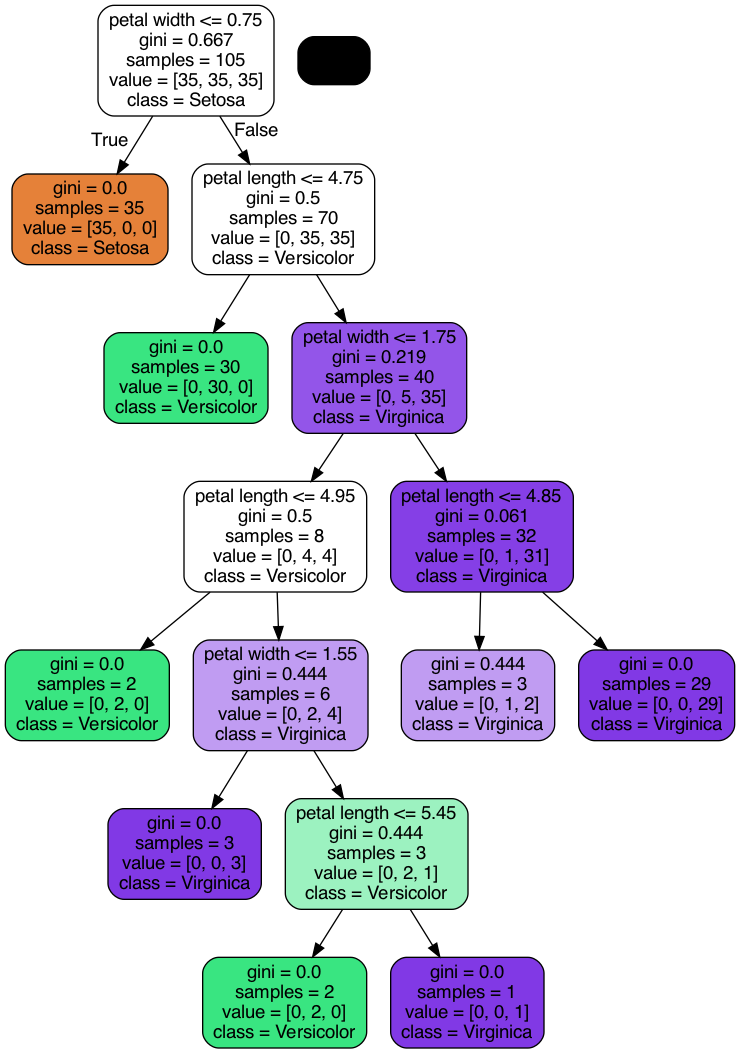 petal width <= 0.75
gini = 0.667
samples = 105
value = [35, 35, 35]
class = Setosa
True
False
gini = 0.0
samples = 35
value = [35, 0, 0]
class = Setosa
petal length <= 4.75
gini = 0.5
samples = 70
value = [0, 35, 35]
class = Versicolor
gini = 0.0
samples = 30
value = [0, 30, 0]
class = Versicolor
petal width <= 1.75
gini = 0.219
samples = 40
value = [0, 5, 35]
class = Virginica
petal length <= 4.95
gini = 0.5
samples = 8
value = [0, 4, 4]
class = Versicolor
petal length <= 4.85
gini = 0.061
samples = 32
value = [0, 1, 31]
class = Virginica
gini = 0.0
samples = 2
value = [0, 2, 0]
class = Versicolor
petal width <= 1.55
gini = 0.444
samples = 6
value = [0, 2, 4]
class = Virginica
gini = 0.444
samples = 3
value = [0, 1, 2]
class = Virginica
gini = 0.0
samples = 29
value = [0, 0, 29]
class = Virginica
gini = 0.0
samples = 3
value = [0, 0, 3]
class = Virginica
petal length <= 5.45
gini = 0.444
samples = 3
value = [0, 2, 1]
class = Versicolor
gini = 0.0
samples = 2
value = [0, 2, 0]
class = Versicolor
gini = 0.0
samples = 1
value = [0, 0, 1]
class = Virginica